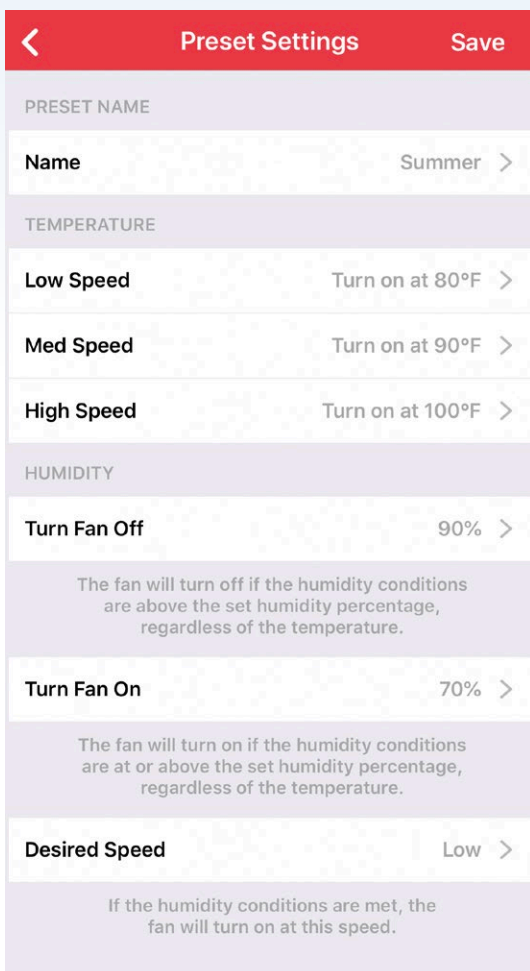 Preset Settings Save
PRESET NAME
Name Summer
TEMPERATURE
Low Speed Turn on at 80°F
Med Speed Turn on at 90°F
High Speed Turn on at 100°F
HUMIDITY
Turn Fan Off 90%
The fan will turn off if the humidity conditions
are above the set humidity percentage,
regardless of the temperature.
Turn Fan On 70%
The fan will turn on if the humidity conditions
are at or above the set humidity percentage,
regardless of the temperature.
Desired Speed Low
If the humidity conditions are met, the
fan will turn on at this speed.